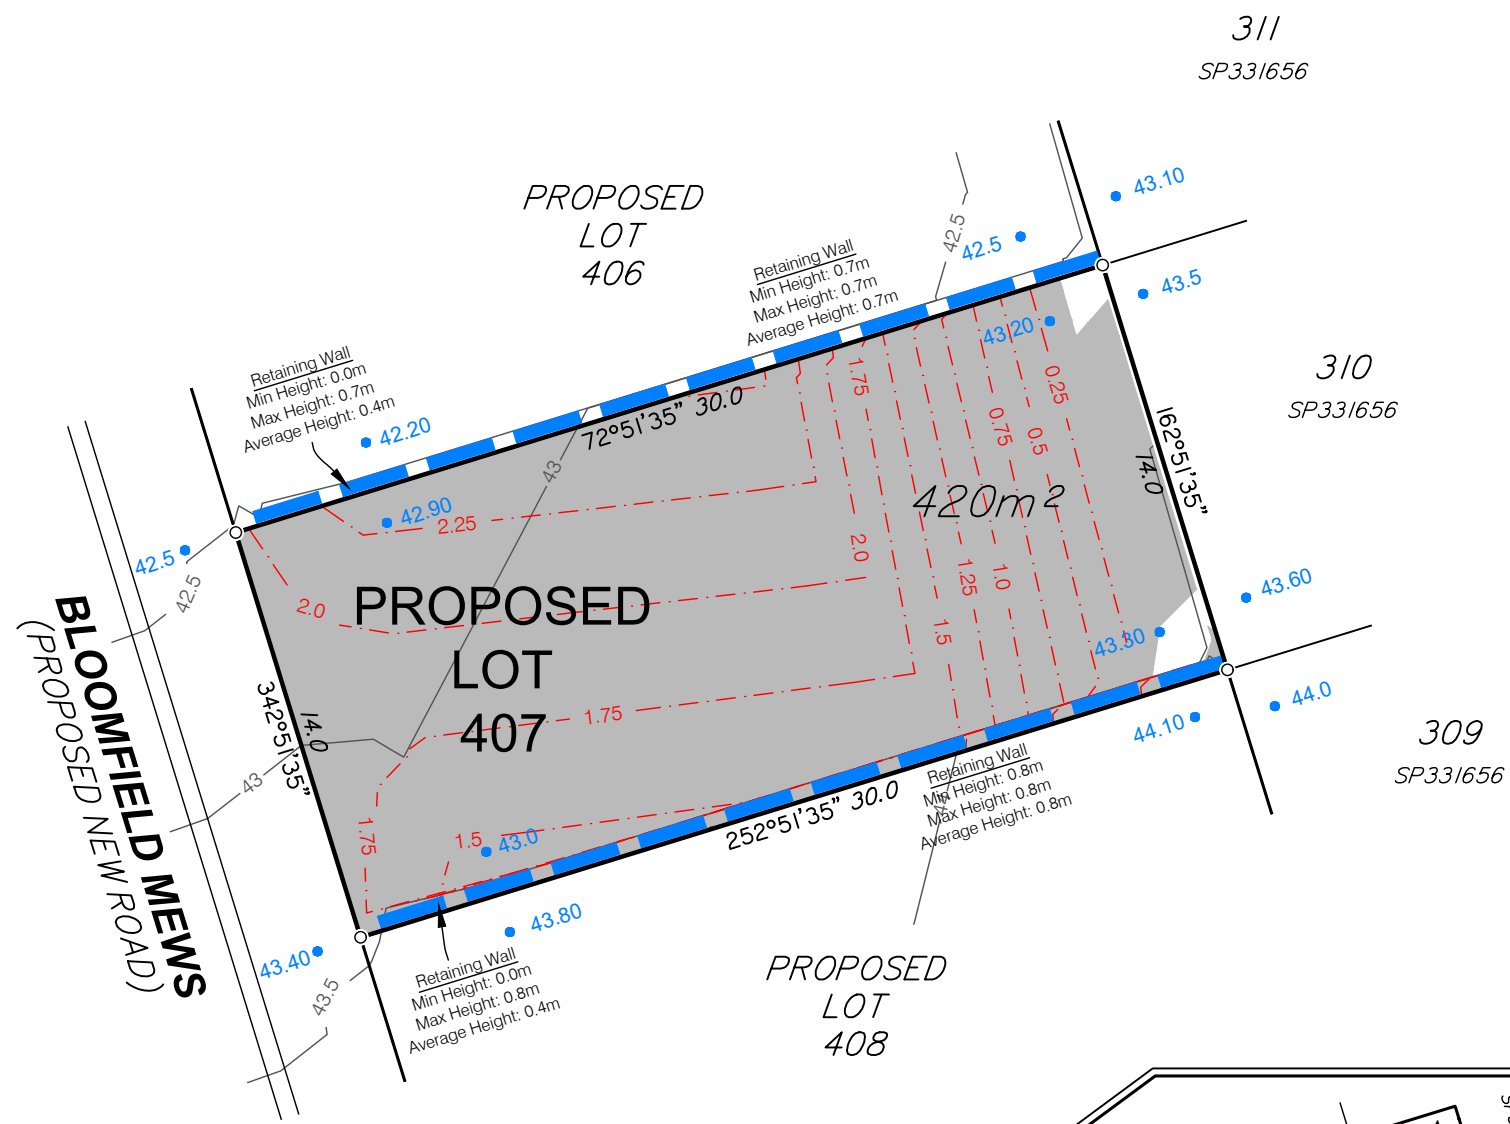 311
SP331656
43.10
PROPOSED
LOT
406
42.5
42.5
43.5
Retaining Wall
Min Height: 0.7m
Max Height: 0.7m
Average Height: 0.7m
43.20
Retaining Wall
Min Height: 0.0m
Max Height: 0.7m
Average Height: 0.4m
42.20
72°51'35" 30.0
1.75
0.25
0.75
0.5
310
SP331656
162°51'35"
14.0
43
42.90
2.25
420m²
42.5
42.5
2.0
1.25
1.0
43.60
2.0
PROPOSED
LOT
407
1.5
43.30
BLOOMFIELD MEWS
(PROPOSED NEW ROAD)
342°51'35"
14.0
1.75
44.10
44.0
309
SP331656
43
Retaining Wall
Min Height: 0.8m
Max Height: 0.8m
Average Height: 0.8m
252°51'35" 30.0
1.75
1.5
43.0
43.80
43.40
43.5
Retaining Wall
Min Height: 0.0m
Max Height: 0.8m
Average Height: 0.4m
PROPOSED
LOT
408